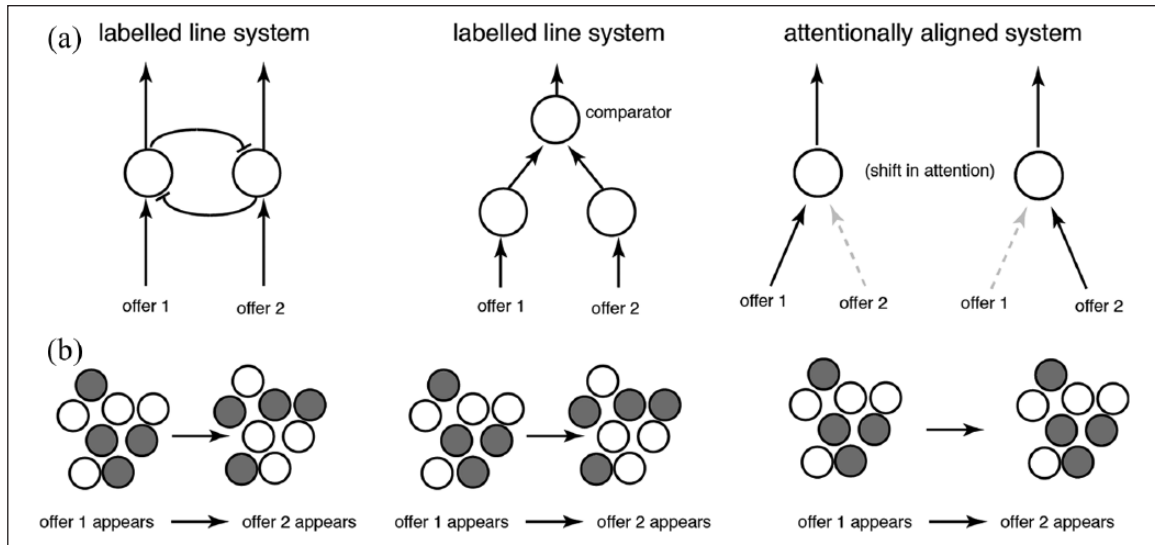 (a)
labelled line system
labelled line system
attentionally aligned system
comparator
(shift in attention)
offer 1
offer 2
offer 1
offer 2
offer 1
offer 2
offer 1
offer 2
(b)
offer 1 appears
offer 2 appears
offer 1 appears
offer 2 appears
offer 1 appears
offer 2 appears